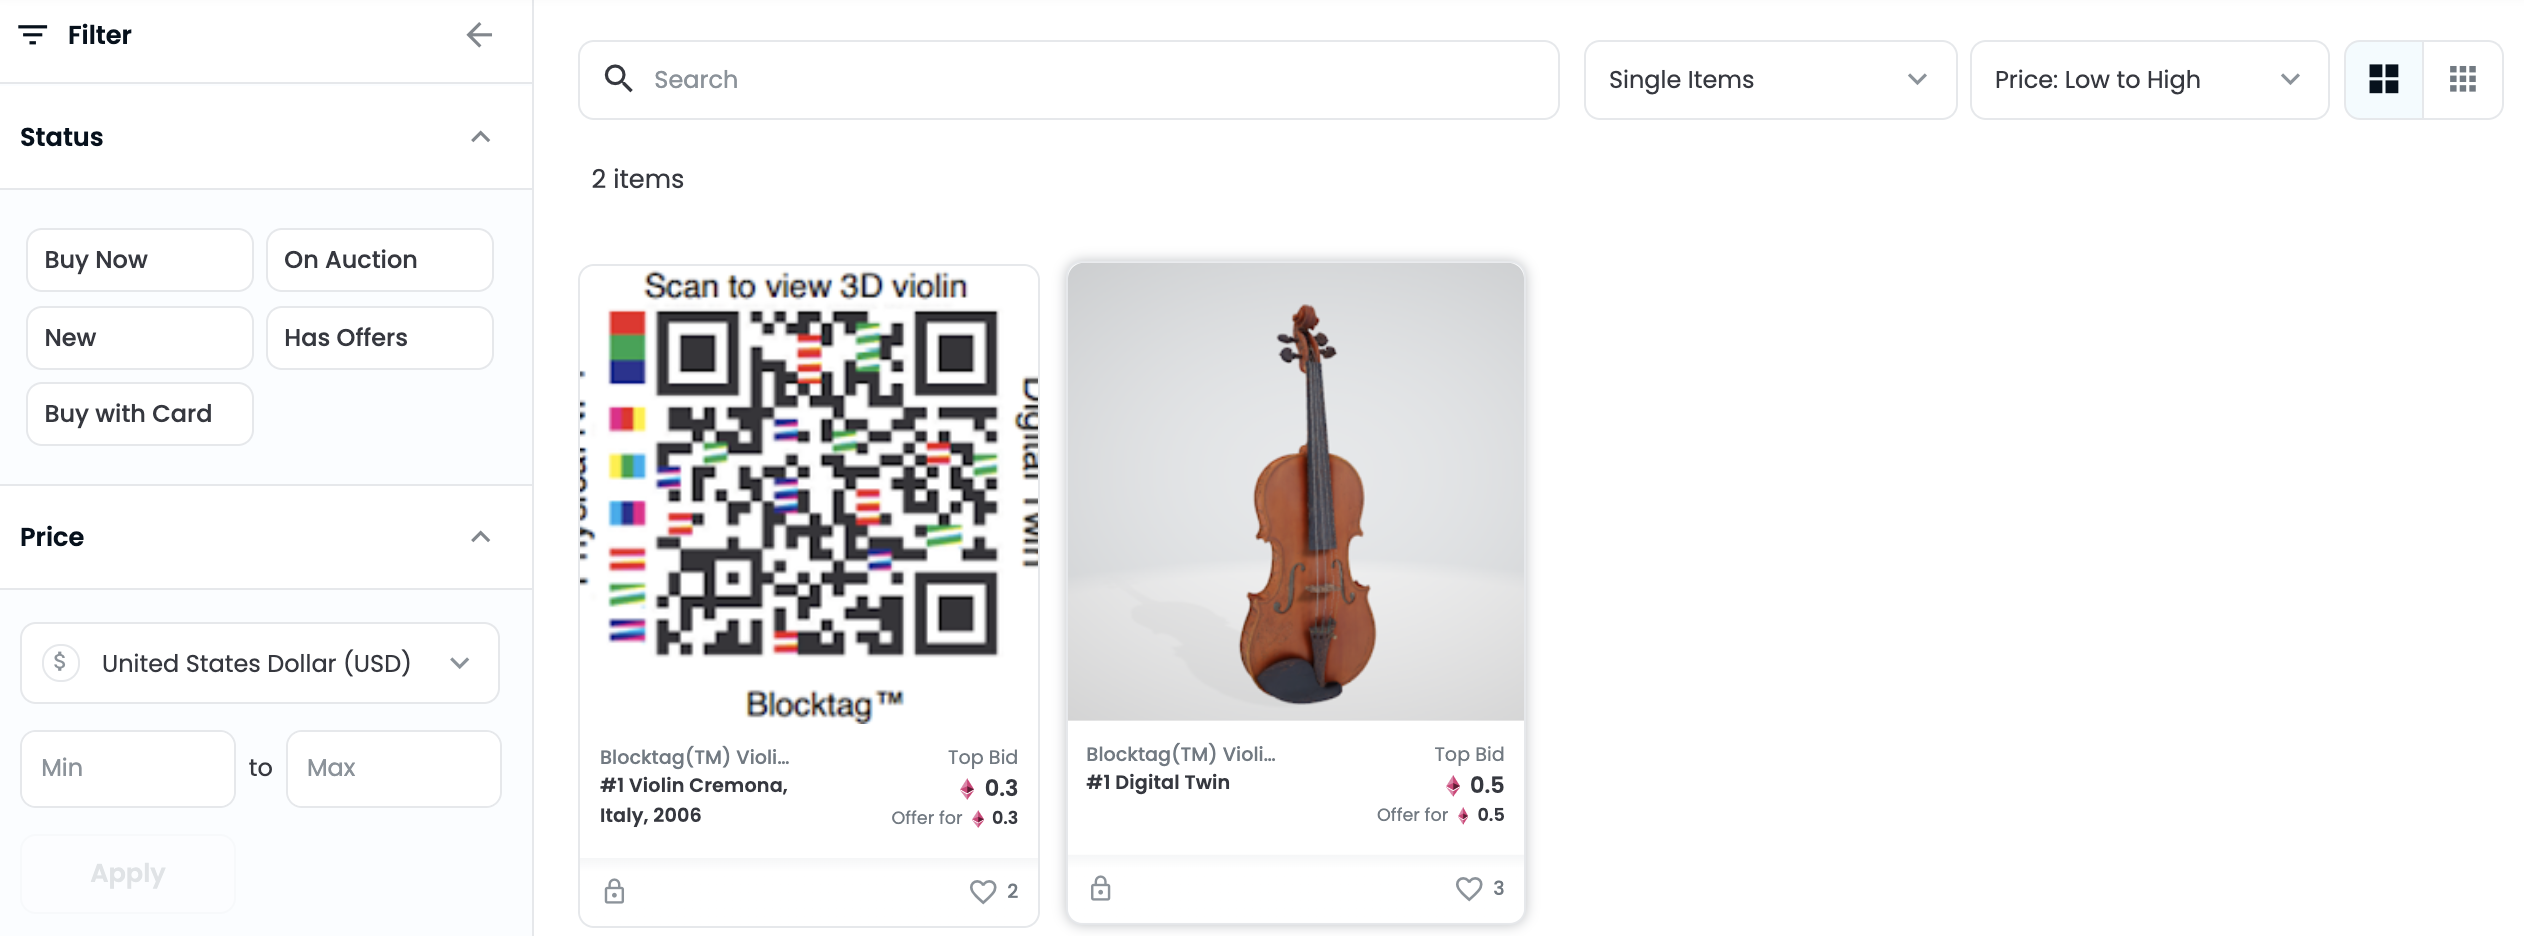 Filter
Status
Buy Now
On Auction
New
Has Offers
Buy with Card
Price
$ United States Dollar (USD)
Min to Max
Apply
Search
Single Items
Price: Low to High
2 items
Scan to view 3D violin
Digital Twin
Blocktag™
Blocktag(TM) Violi...
#1 Violin Cremona,
Italy, 2006
Top Bid
0.3
Offer for 0.3
2
Blocktag(TM) Violi...
#1 Digital Twin
Top Bid
0.5
Offer for 0.5
3